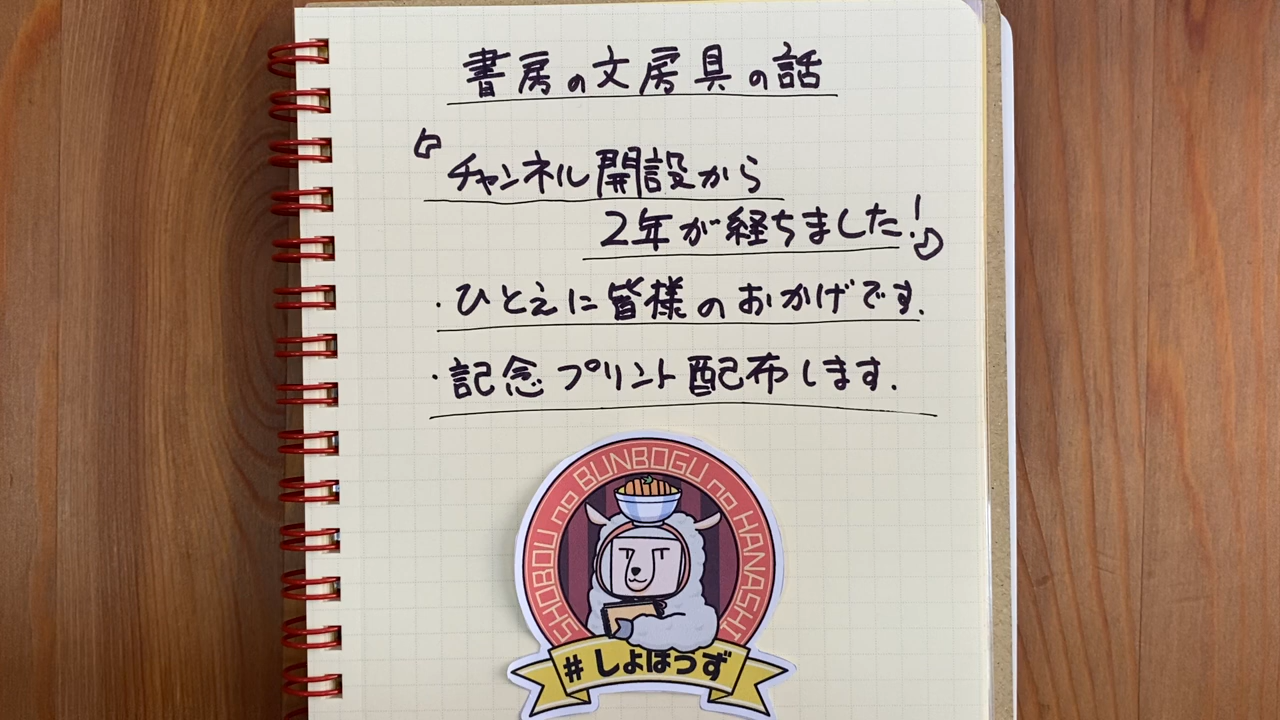 書房の文房具の話
『チャンネル開設から
2年が経ちました!』
・ひとえに皆様のおかげです.
・記念プリント配布します.
SHOBOU no BUNBOGU no HANASHI
#しよほつず